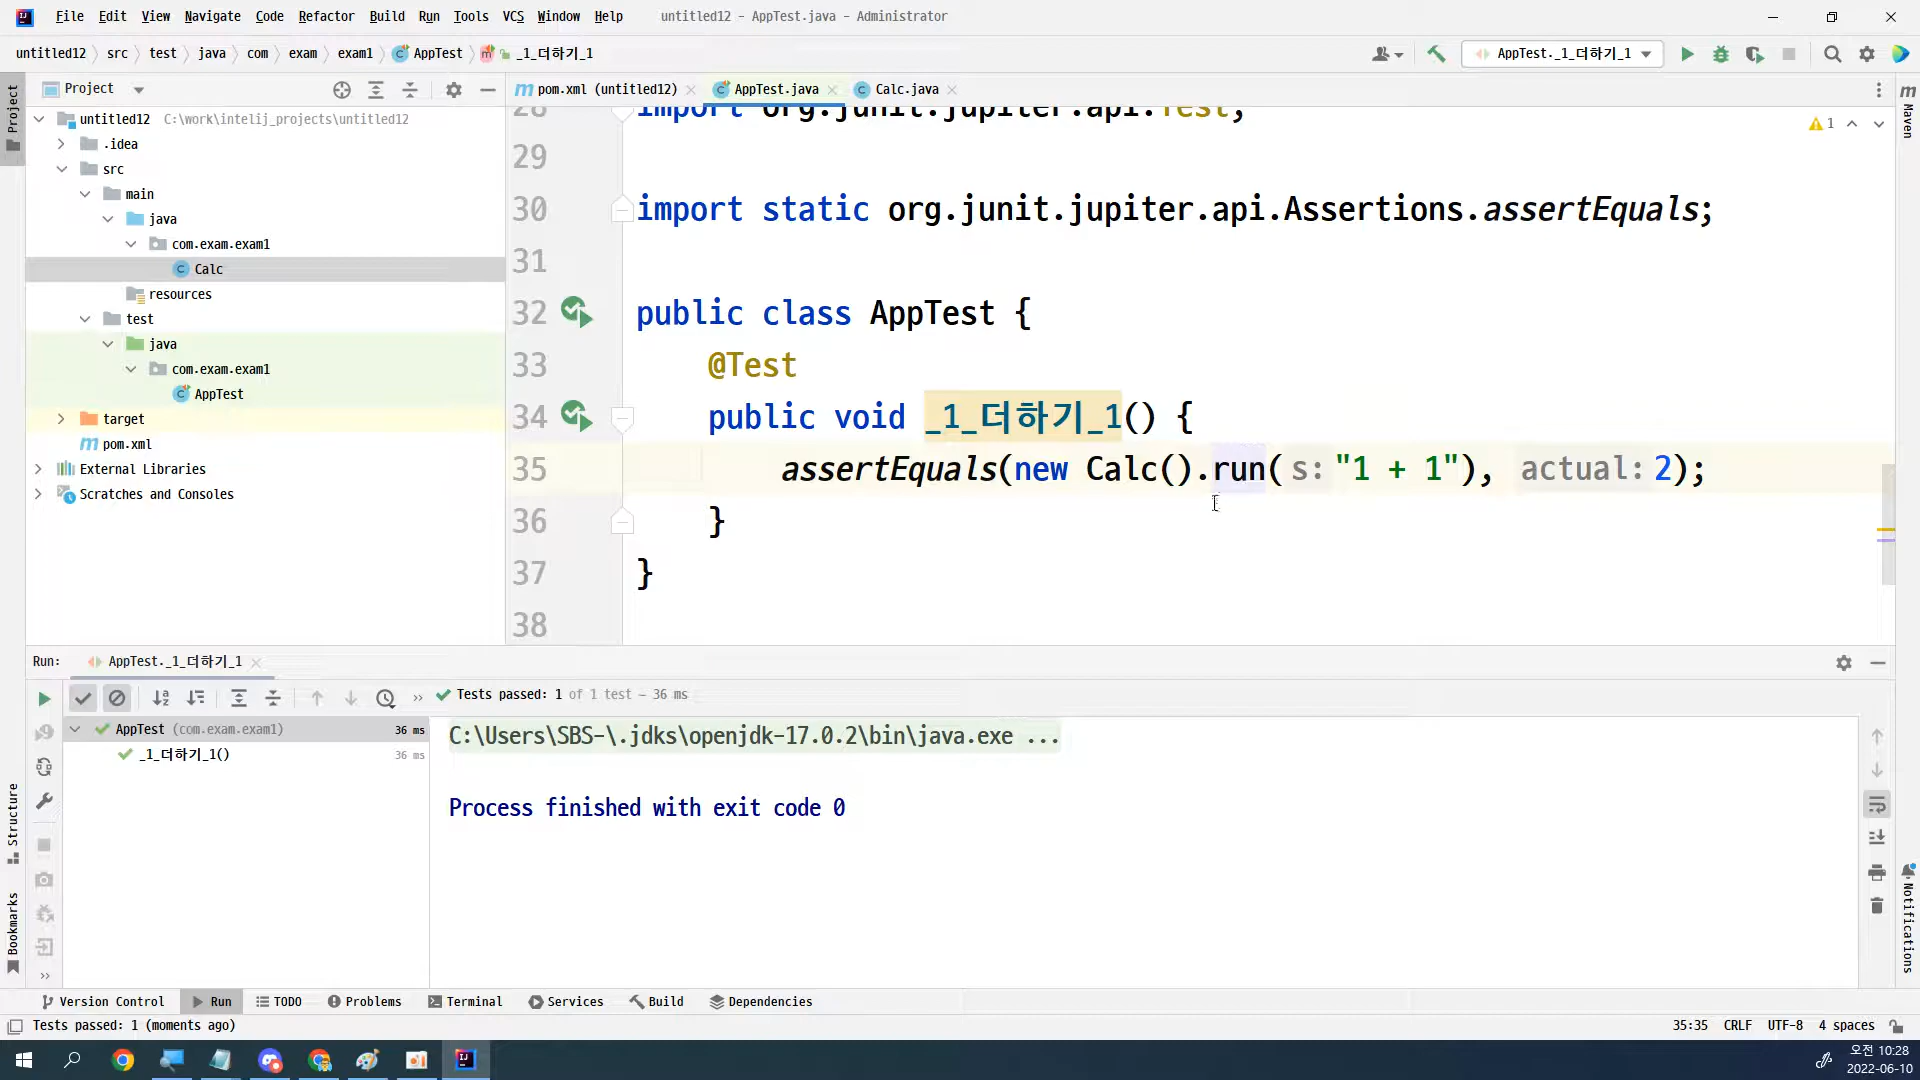 File Edit View Navigate Code Refactor Build Run Tools VCS Window Help untitled12 - AppTest.java - Administrator
untitled12 src test java com exam exam1 AppTest _1_더하기_1 AppTest._1_더하기_1
Project pom.xml (untitled12) AppTest.java Calc.java
Project
Maven
untitled12 C:\work\intelij_projects\untitled12
.idea
src
main
java
com.exam.exam1
Calc
resources
test
java
com.exam.exam1
AppTest
target
pom.xml
External Libraries
Scratches and Consoles
1
28 import org.junit.jupiter.api.Test;
29
30 import static org.junit.jupiter.api.Assertions.assertEquals;
31
32 public class AppTest {
33 @Test
34 public void _1_더하기_1() {
35 assertEquals(new Calc().run( s: "1 + 1"), actual: 2);
36 }
37 }
38
Run: AppTest._1_더하기_1
Tests passed: 1 of 1 test – 36 ms
AppTest (com.exam.exam1) 36 ms
_1_더하기_1() 36 ms
C:\Users\SBS-\.jdks\openjdk-17.0.2\bin\java.exe ...
Process finished with exit code 0
Structure
Bookmarks
Notifications
Version Control Run TODO Problems Terminal Services Build Dependencies
Tests passed: 1 (moments ago) 35:35 CRLF UTF-8 4 spaces
오전 10:28
2022-06-10